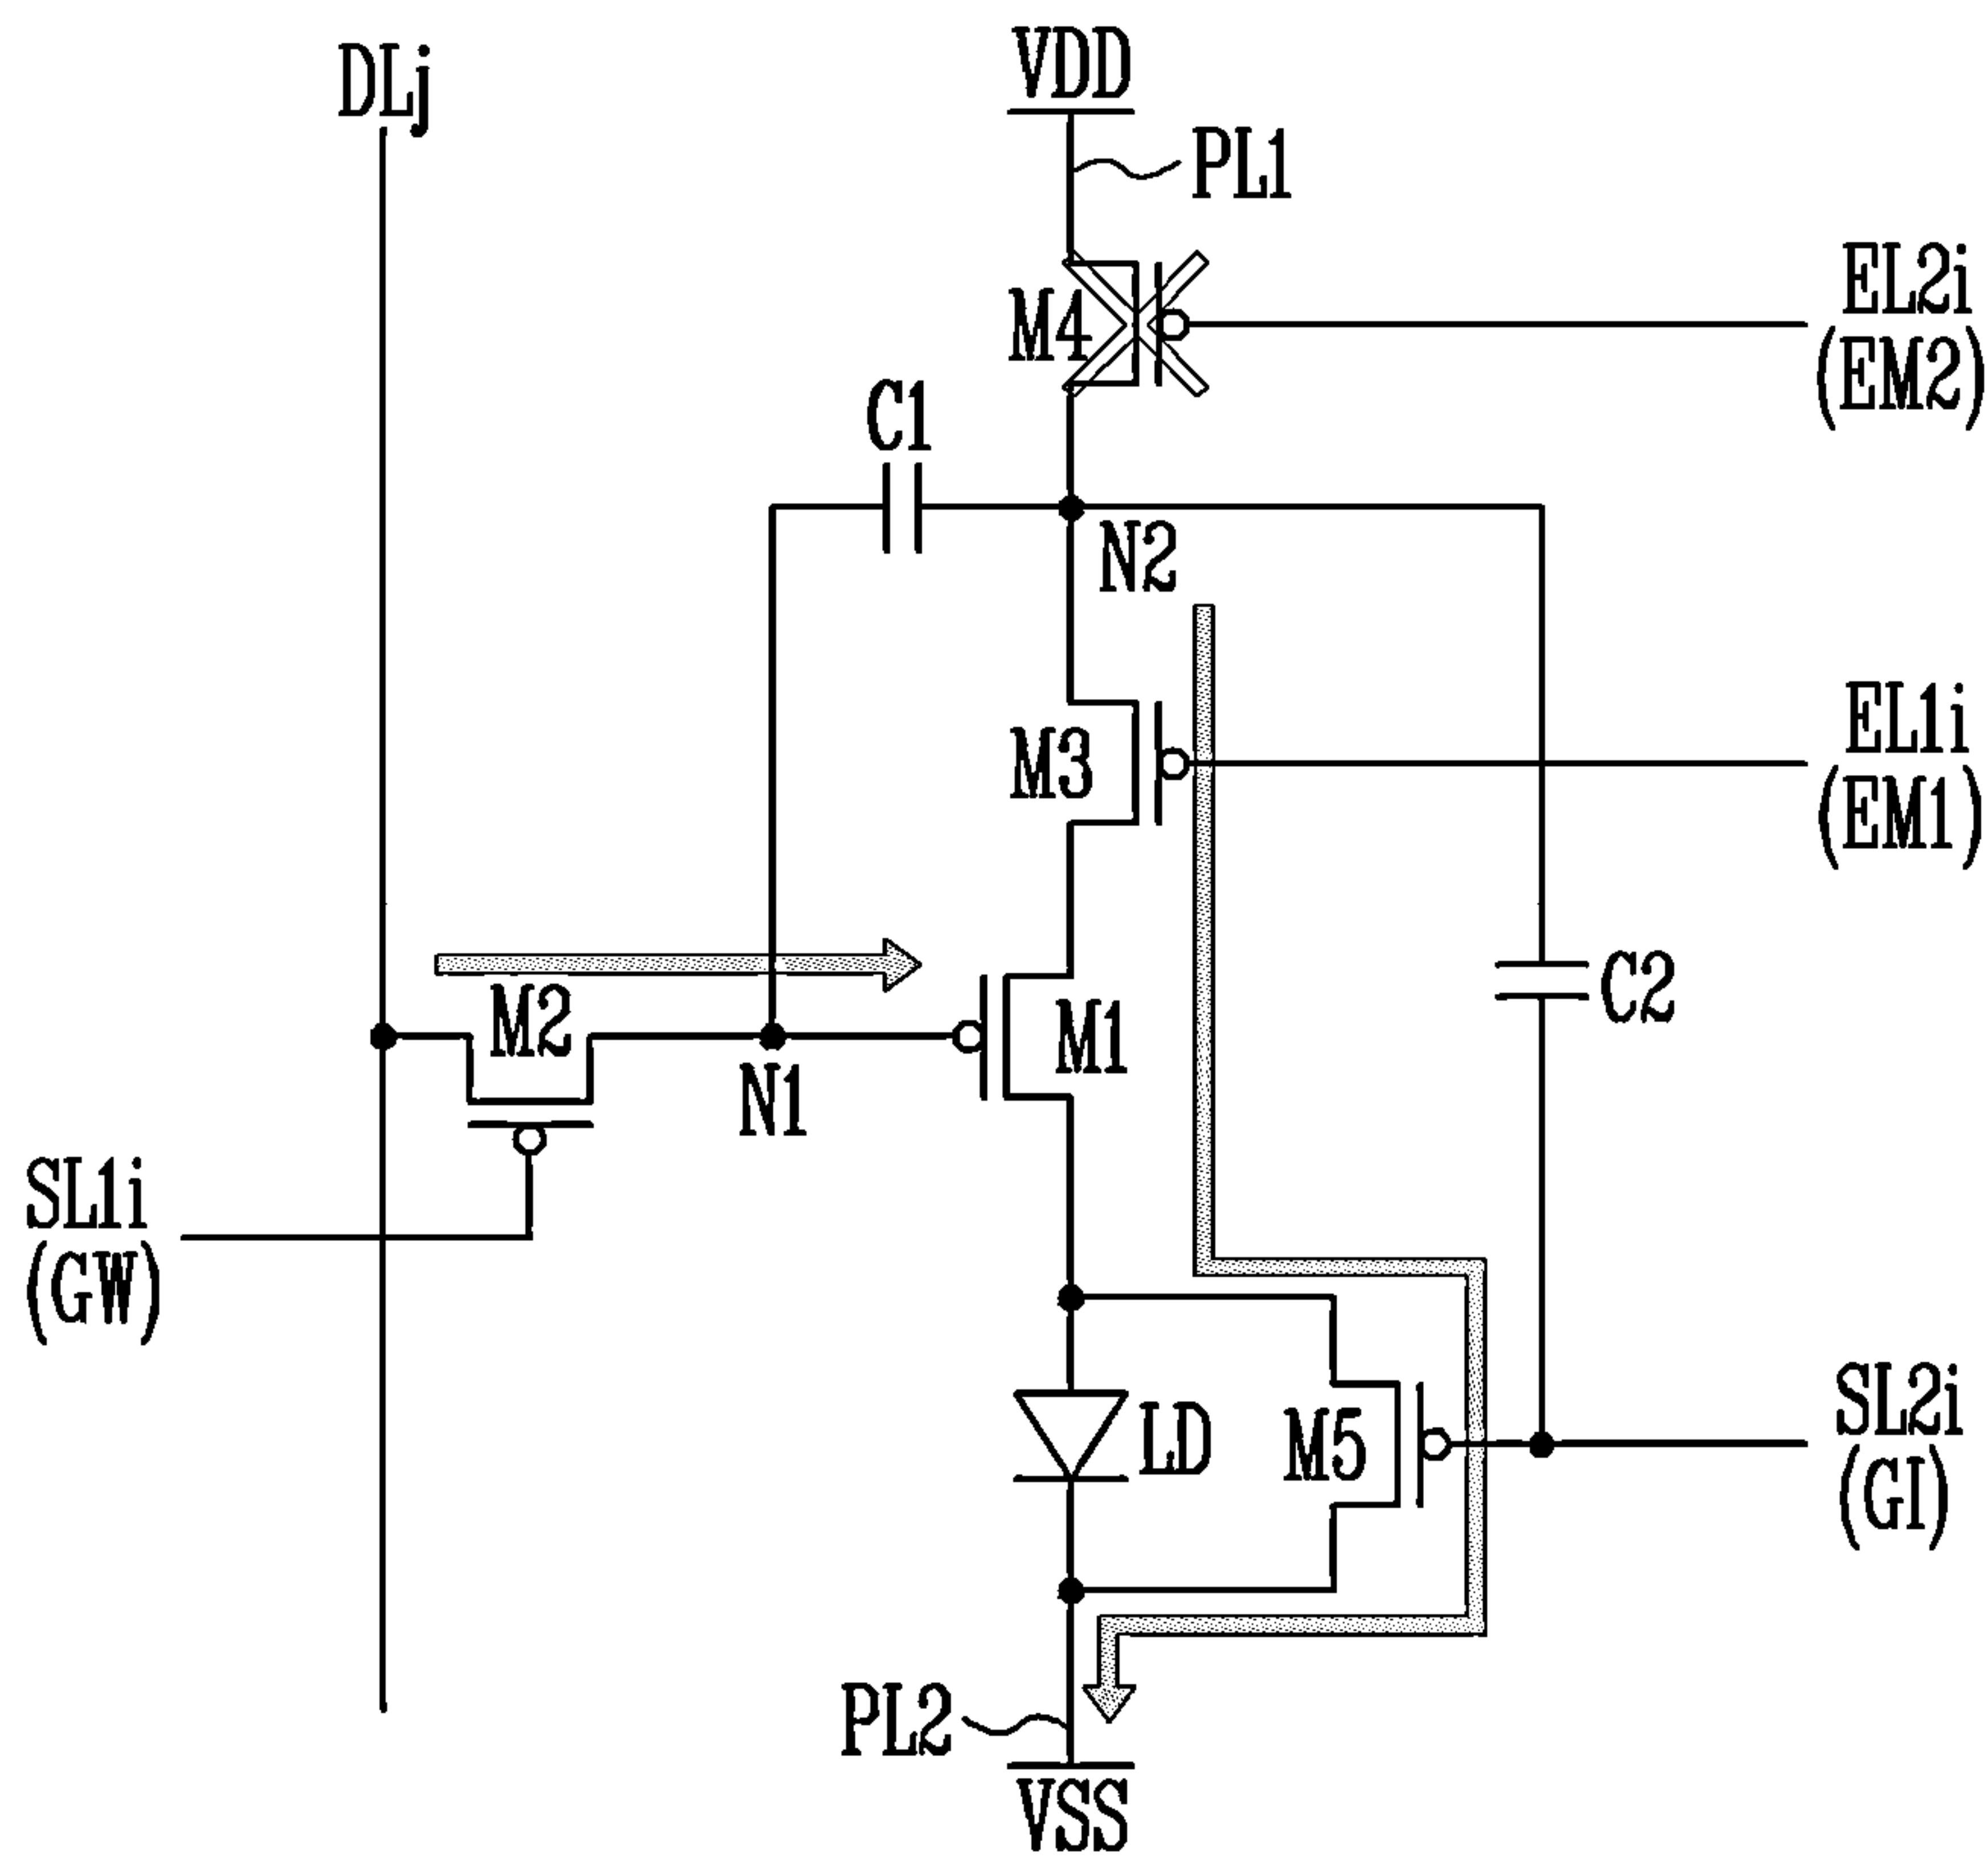 DLj
VDD
PL1
EL2i
(EM2)
M4
C1
N2
EL1i
(EM1)
M3
C2
M2
M1
N1
SL1i
(GW)
SL2i
(GI)
LD
M5
PL2
VSS